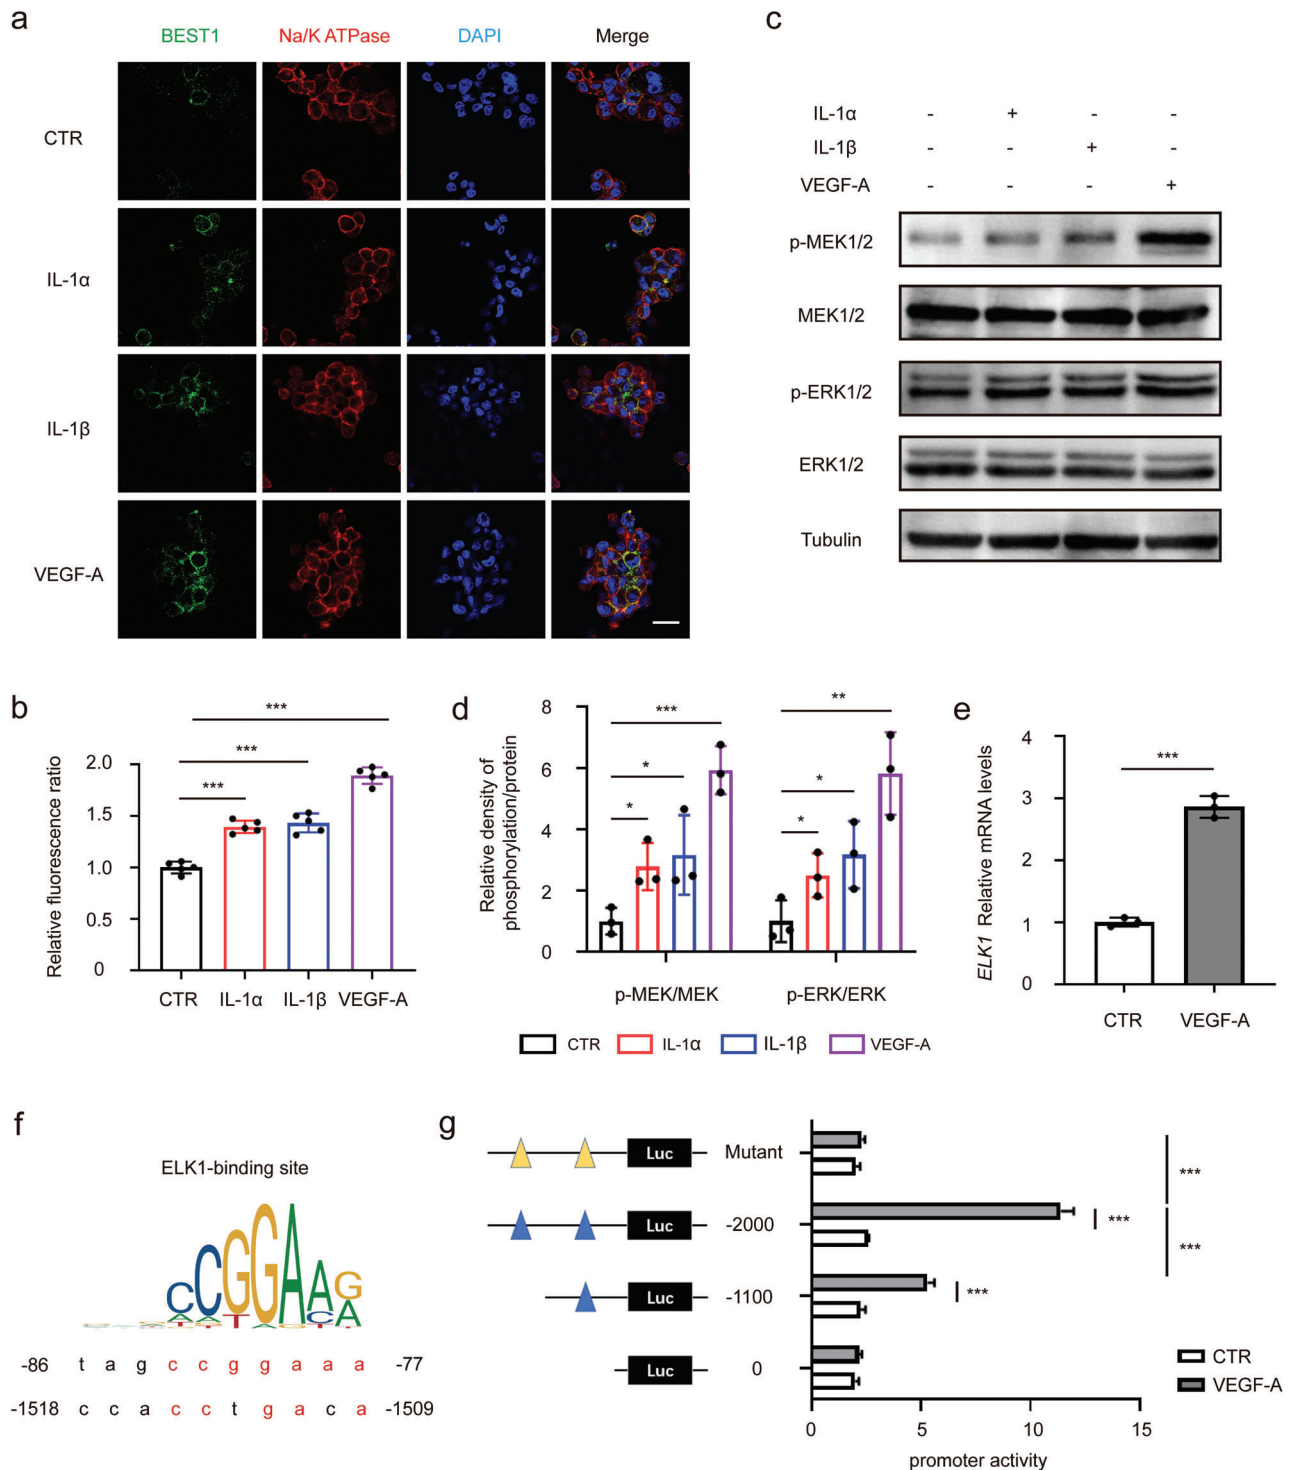 a
BEST1 Na/K ATPase DAPI Merge
CTR
IL-1α
IL-1β
VEGF-A
b
Relative fluorescence ratio
2.0
1.5
1.0
0.5
0
***
***
***
CTR IL-1α IL-1β VEGF-A
c
IL-1α - + - -
IL-1β - - + -
VEGF-A - - - +
p-MEK1/2
MEK1/2
p-ERK1/2
ERK1/2
Tubulin
d
Relative density of
phosphorylation/protein
8
6
4
2
0
***
*
*
**
*
*
p-MEK/MEK p-ERK/ERK
CTR IL-1α IL-1β VEGF-A
e
ELK1 Relative mRNA levels
4
3
2
1
0
***
CTR VEGF-A
f
ELK1-binding site
CCGGAAG
-86 t a g c c g g a a a -77
-1518 c c a c c t g a c a -1509
g
Luc Mutant
Luc -2000
Luc -1100
Luc 0
***
***
***
***
CTR
VEGF-A
0 5 10 15
promoter activity